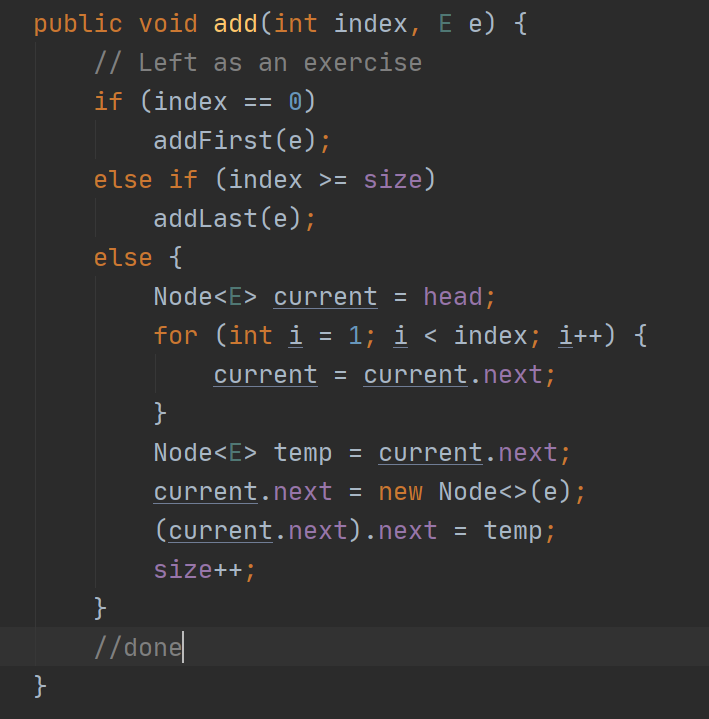 public void add(int index, E e) {
// Left as an exercise
if (index == 0)
addFirst(e);
else if (index >= size)
addLast(e);
else {
Node<E> current = head;
for (int i = 1; i < index; i++) {
current = current.next;
}
Node<E> temp = current.next;
current.next = new Node<>(e);
(current.next).next = temp;
size++;
}
//done
}